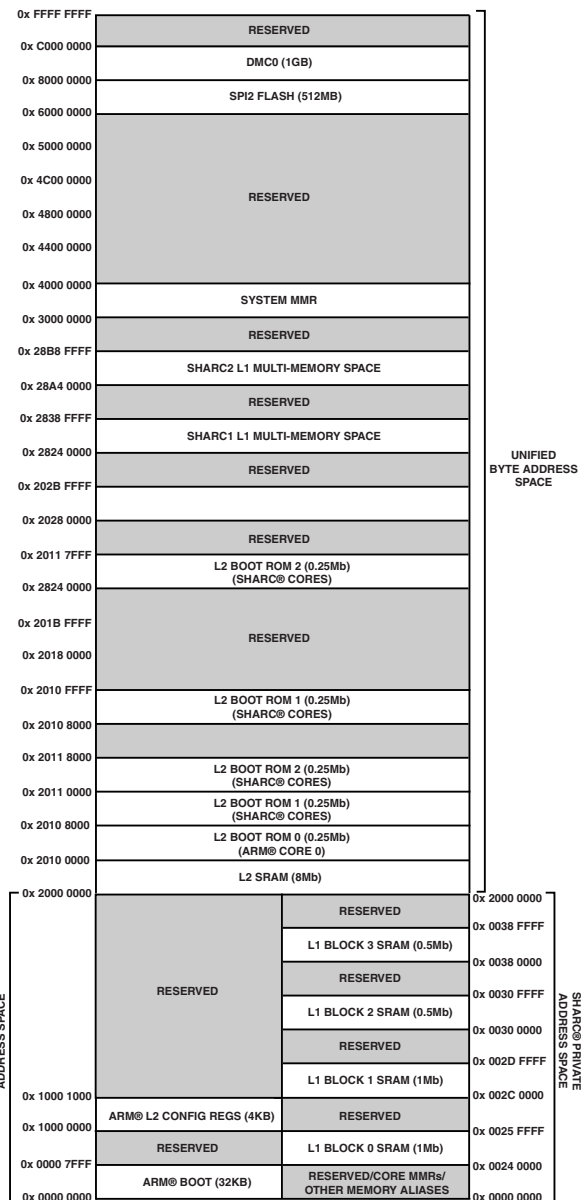 0x FFFF FFFF
RESERVED
0x C000 0000
DMC0 (1GB)
0x 8000 0000
SPI2 FLASH (512MB)
0x 6000 0000
0x 5000 0000
0x 4C00 0000
RESERVED
0x 4800 0000
0x 4400 0000
0x 4000 0000
SYSTEM MMR
0x 3000 0000
RESERVED
0x 28B8 FFFF
SHARC2 L1 MULTI-MEMORY SPACE
0x 28A4 0000
RESERVED
0x 2838 FFFF
SHARC1 L1 MULTI-MEMORY SPACE
0x 2824 0000
RESERVED
0x 202B FFFF
0x 2028 0000
RESERVED
0x 2011 7FFF
L2 BOOT ROM 2 (0.25Mb)
(SHARC® CORES)
0x 2824 0000
0x 201B FFFF
RESERVED
0x 2018 0000
0x 2010 FFFF
L2 BOOT ROM 1 (0.25Mb)
(SHARC® CORES)
0x 2010 8000
0x 2011 8000
L2 BOOT ROM 2 (0.25Mb)
(SHARC® CORES)
0x 2011 0000
L2 BOOT ROM 1 (0.25Mb)
(SHARC® CORES)
0x 2010 8000
L2 BOOT ROM 0 (0.25Mb)
(ARM® CORE 0)
0x 2010 0000
L2 SRAM (8Mb)
0x 2000 0000
UNIFIED
BYTE ADDRESS
SPACE
ADDRESS SPACE
RESERVED
0x 1000 1000
ARM® L2 CONFIG REGS (4KB)
0x 1000 0000
RESERVED
0x 0000 7FFF
ARM® BOOT (32KB)
0x 0000 0000
0x 2000 0000
RESERVED
0x 0038 FFFF
L1 BLOCK 3 SRAM (0.5Mb)
0x 0038 0000
RESERVED
0x 0030 FFFF
L1 BLOCK 2 SRAM (0.5Mb)
0x 0030 0000
RESERVED
0x 002D FFFF
L1 BLOCK 1 SRAM (1Mb)
0x 002C 0000
RESERVED
0x 0025 FFFF
L1 BLOCK 0 SRAM (1Mb)
0x 0024 0000
RESERVED/CORE MMRs/
OTHER MEMORY ALIASES
0x 0000 0000
SHARC® PRIVATE
ADDRESS SPACE